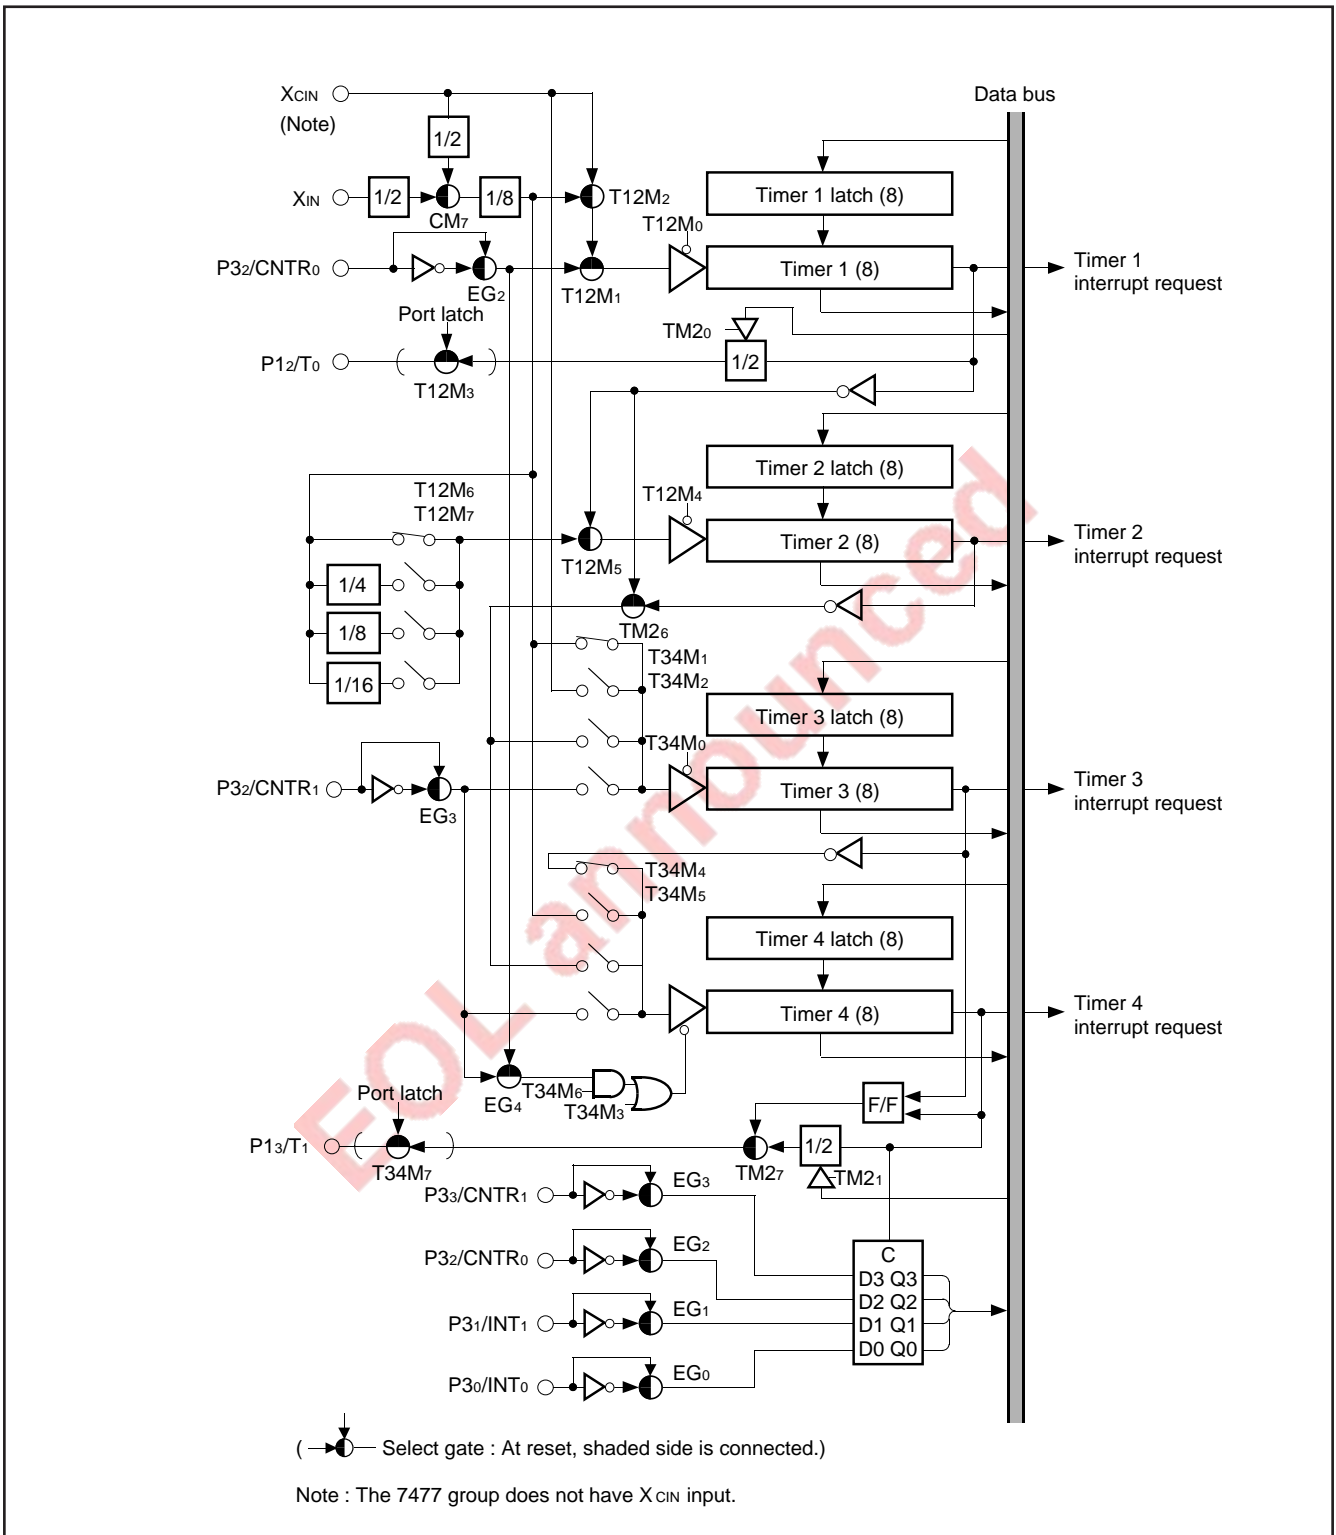 XCIN
(Note)
Data bus
1/2
Timer 1 latch (8)
XIN
1/2
1/8
CM7
T12M2
T12M0
P32/CNTR0
EG2
T12M1
Timer 1 (8)
Timer 1
interrupt request
Port latch
TM20
P12/T0
1/2
T12M3
Timer 2 latch (8)
T12M6
T12M7
T12M4
T12M5
Timer 2 (8)
Timer 2
interrupt request
1/4
1/8
1/16
TM26
T34M1
T34M2
Timer 3 latch (8)
T34M0
P32/CNTR1
EG3
Timer 3 (8)
Timer 3
interrupt request
T34M4
T34M5
Timer 4 latch (8)
Timer 4 (8)
Timer 4
interrupt request
EG4
T34M6
T34M3
Port latch
F/F
P13/T1
T34M7
TM27
1/2
TM21
P33/CNTR1
EG3
P32/CNTR0
EG2
C
D3 Q3
D2 Q2
D1 Q1
D0 Q0
P31/INT1
EG1
P30/INT0
EG0
( Select gate : At reset, shaded side is connected.)
Note : The 7477 group does not have XCIN input.
EOL announced